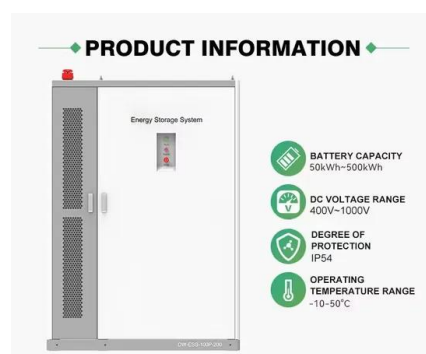 PRODUCT INFORMATION
Energy Storage System
BATTERY CAPACITY
50kWh~500kWh
DC VOLTAGE RANGE
400V~1000V
V
DEGREE OF
PROTECTION
IP54
OPERATING
TEMPERATURE RANGE
-10-50°C